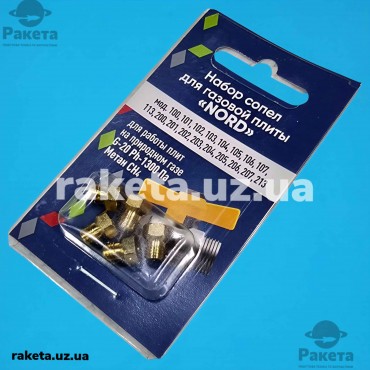 Ракета
Ракета
Набор сопел
для газовой плиты
«NORD»
мод. 100, 101, 102, 103, 104, 105, 106, 107,
113, 200, 201, 202, 203, 204, 205, 206, 207, 213
для работы плит
на природном газе
G-20 Ph-1300 Па
Метан CH₄
raketa.uz.ua
raketa.uz.ua
Ракета